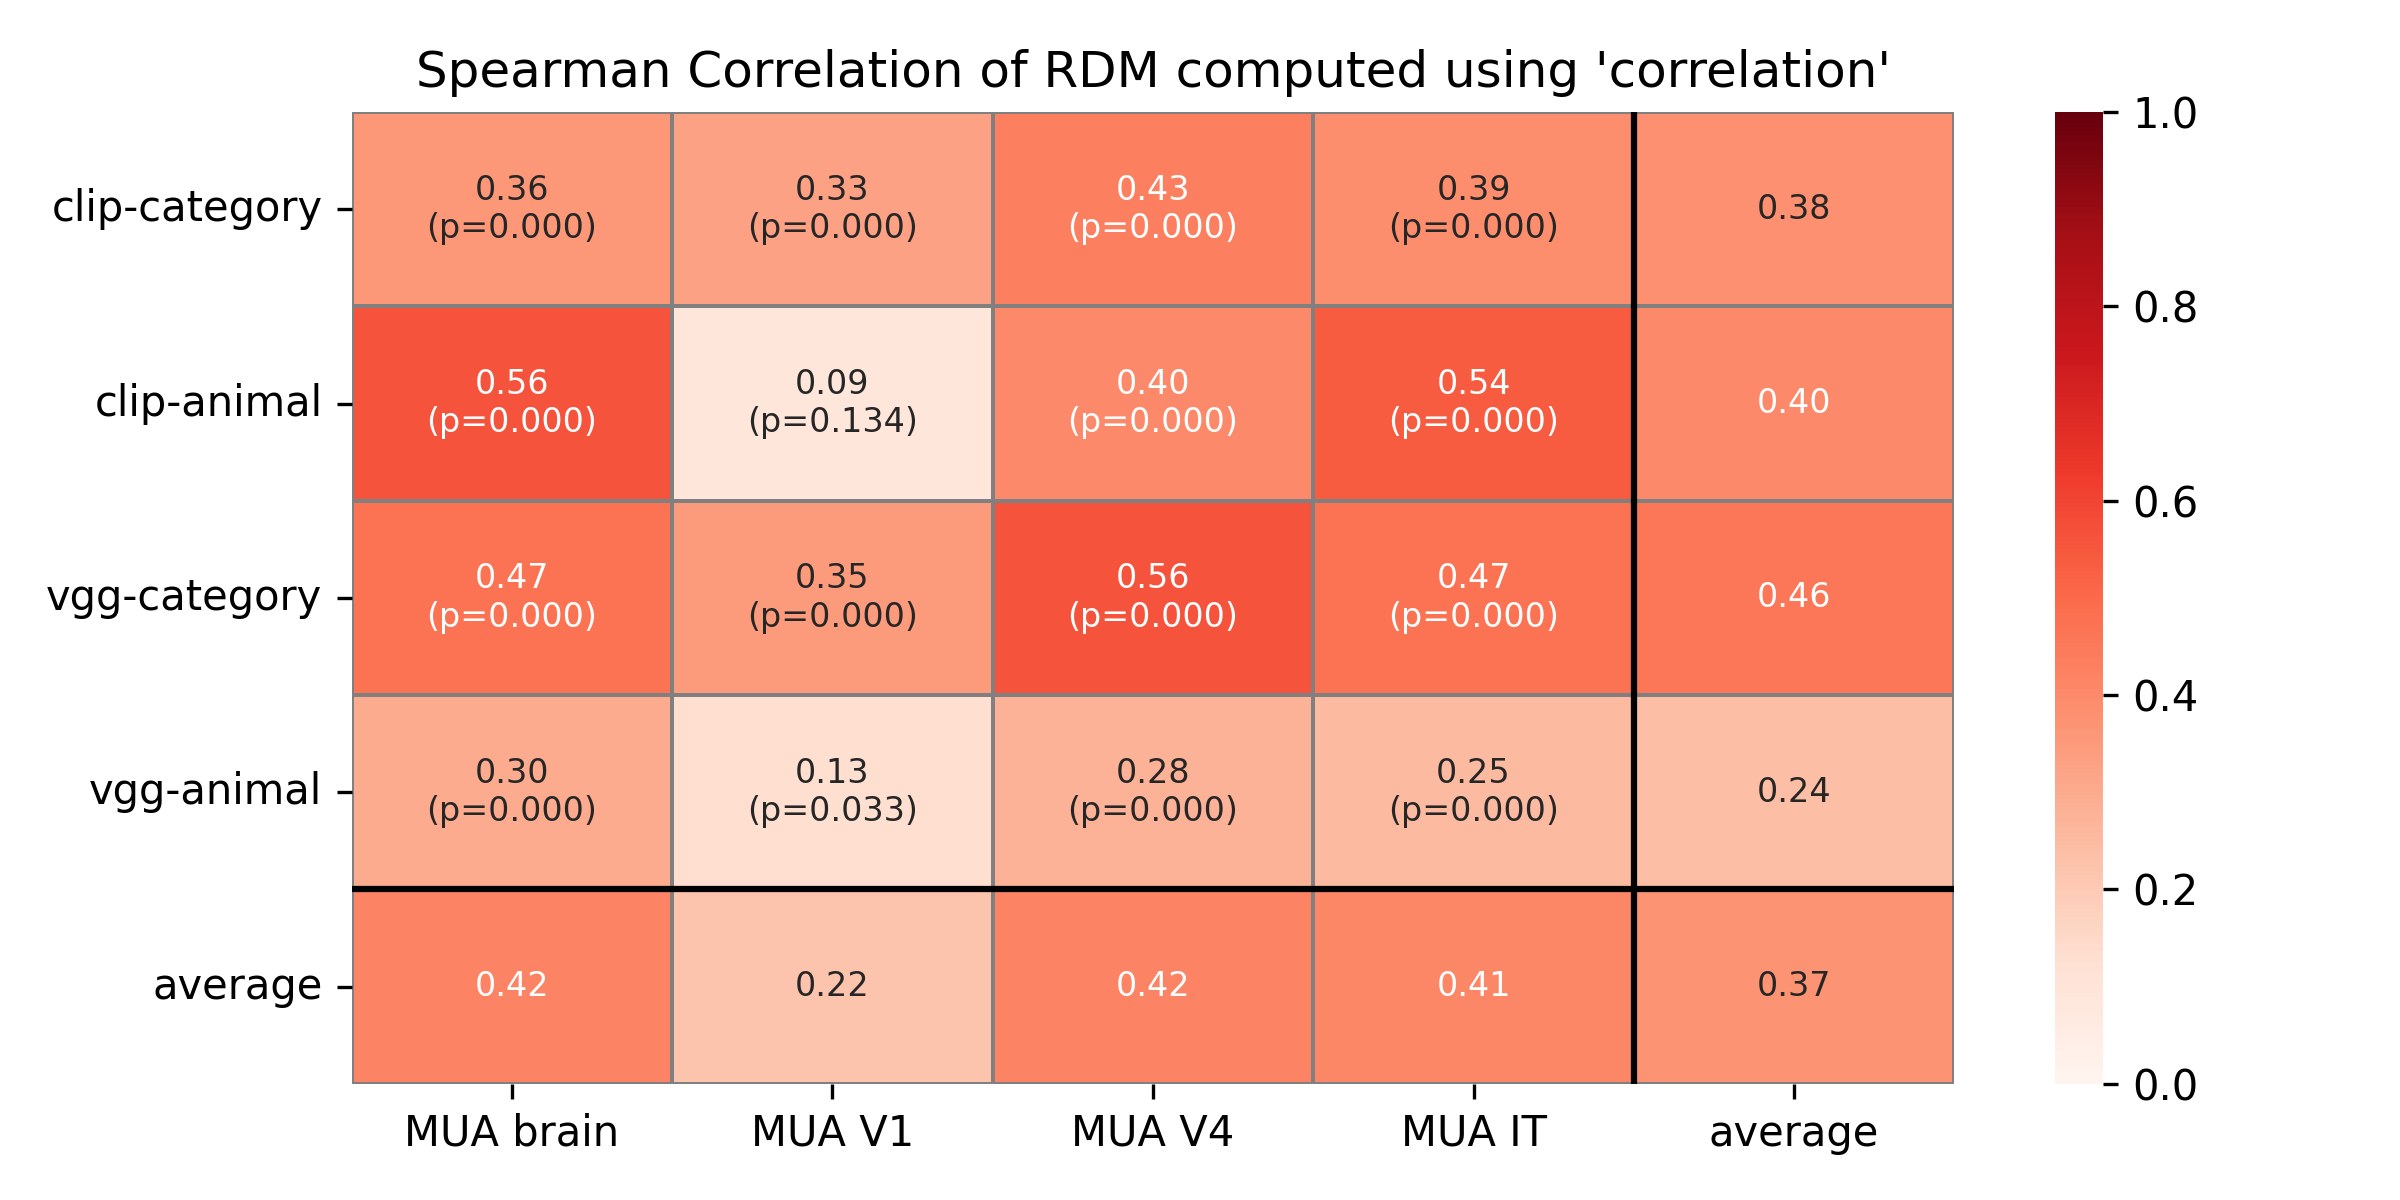 Spearman Correlation of RDM computed using 'correlation'
clip-category
0.36
(p=0.000)
0.33
(p=0.000)
0.43
(p=0.000)
0.39
(p=0.000)
0.38
clip-animal
0.56
(p=0.000)
0.09
(p=0.134)
0.40
(p=0.000)
0.54
(p=0.000)
0.40
vgg-category
0.47
(p=0.000)
0.35
(p=0.000)
0.56
(p=0.000)
0.47
(p=0.000)
0.46
vgg-animal
0.30
(p=0.000)
0.13
(p=0.033)
0.28
(p=0.000)
0.25
(p=0.000)
0.24
average
0.42
0.22
0.42
0.41
0.37
MUA brain
MUA V1
MUA V4
MUA IT
average
1.0
0.8
0.6
0.4
0.2
0.0